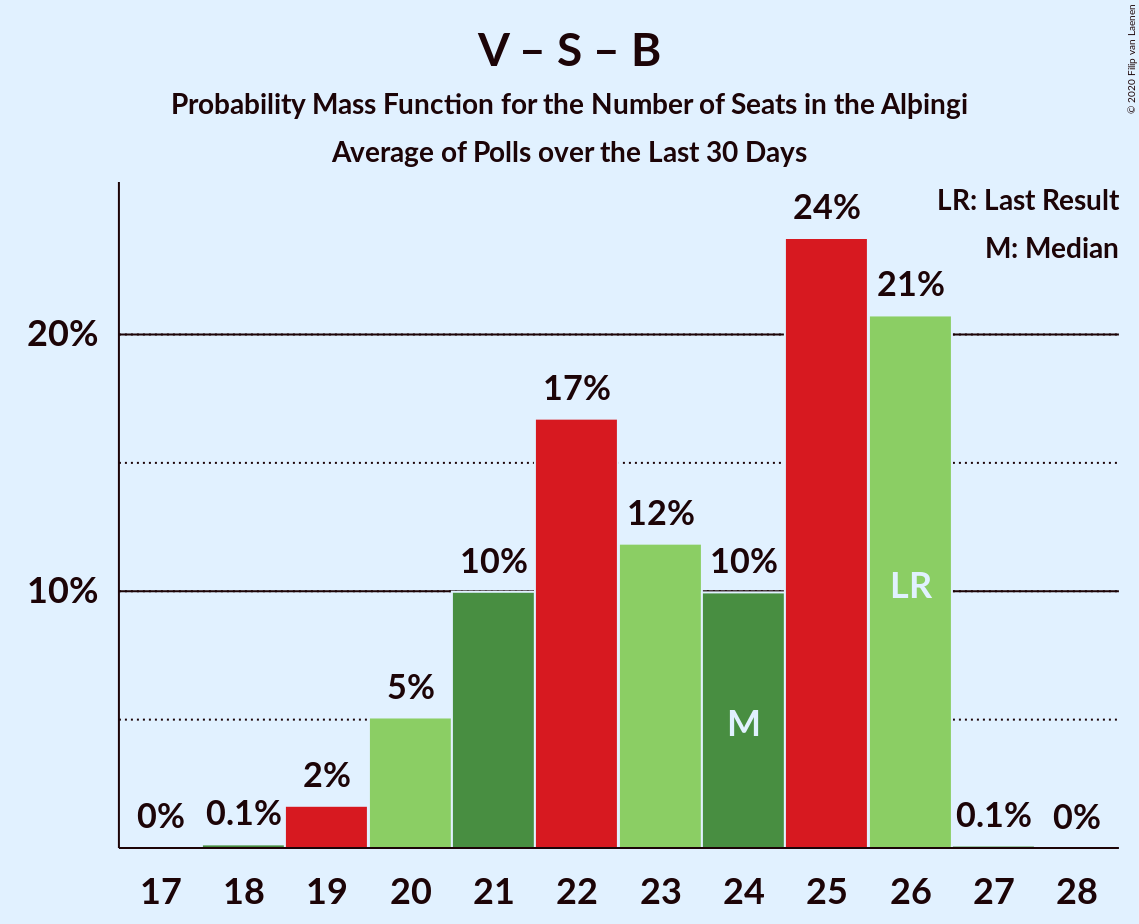 V – S – B
Probability Mass Function for the Number of Seats in the Alþingi
Average of Polls over the Last 30 Days
© 2020 Filip van Laenen
LR: Last Result
M: Median
20%
10%
0%
0.1%
2%
5%
10%
17%
12%
10%
24%
21%
0.1%
0%
M
LR
17 18 19 20 21 22 23 24 25 26 27 28